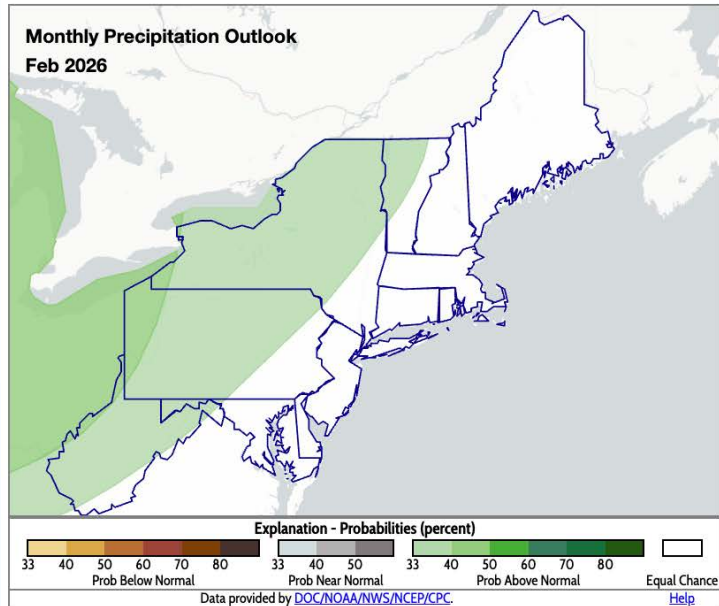 Monthly Precipitation Outlook
Feb 2026
Explanation - Probabilities (percent)
33 40 50 60 70 80 33 40 50 33 40 50 60 70 80
Prob Below Normal Prob Near Normal Prob Above Normal Equal Chance
Data provided by DOC/NOAA/NWS/NCEP/CPC. Help